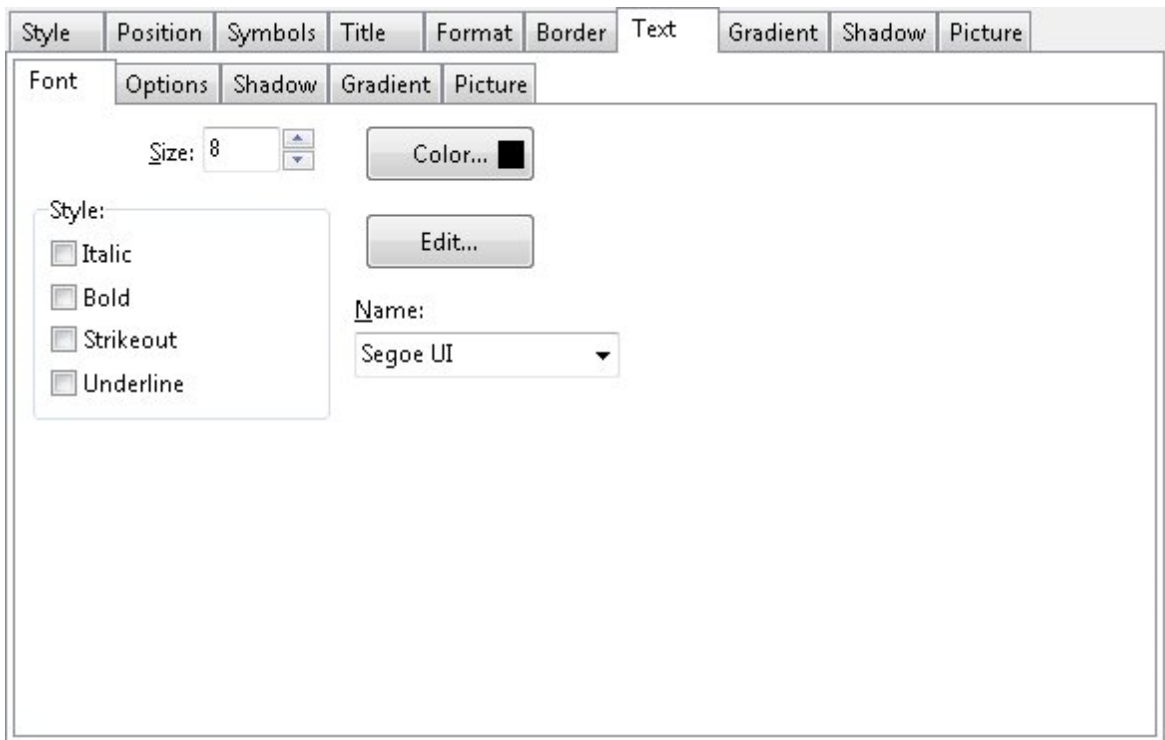 Style Position Symbols Title Format Border Text Gradient Shadow Picture
Font Options Shadow Gradient Picture
Size: 8 Color...
Style:
Edit...
Italic
Bold
Name:
Strikeout
Segoe UI
Underline